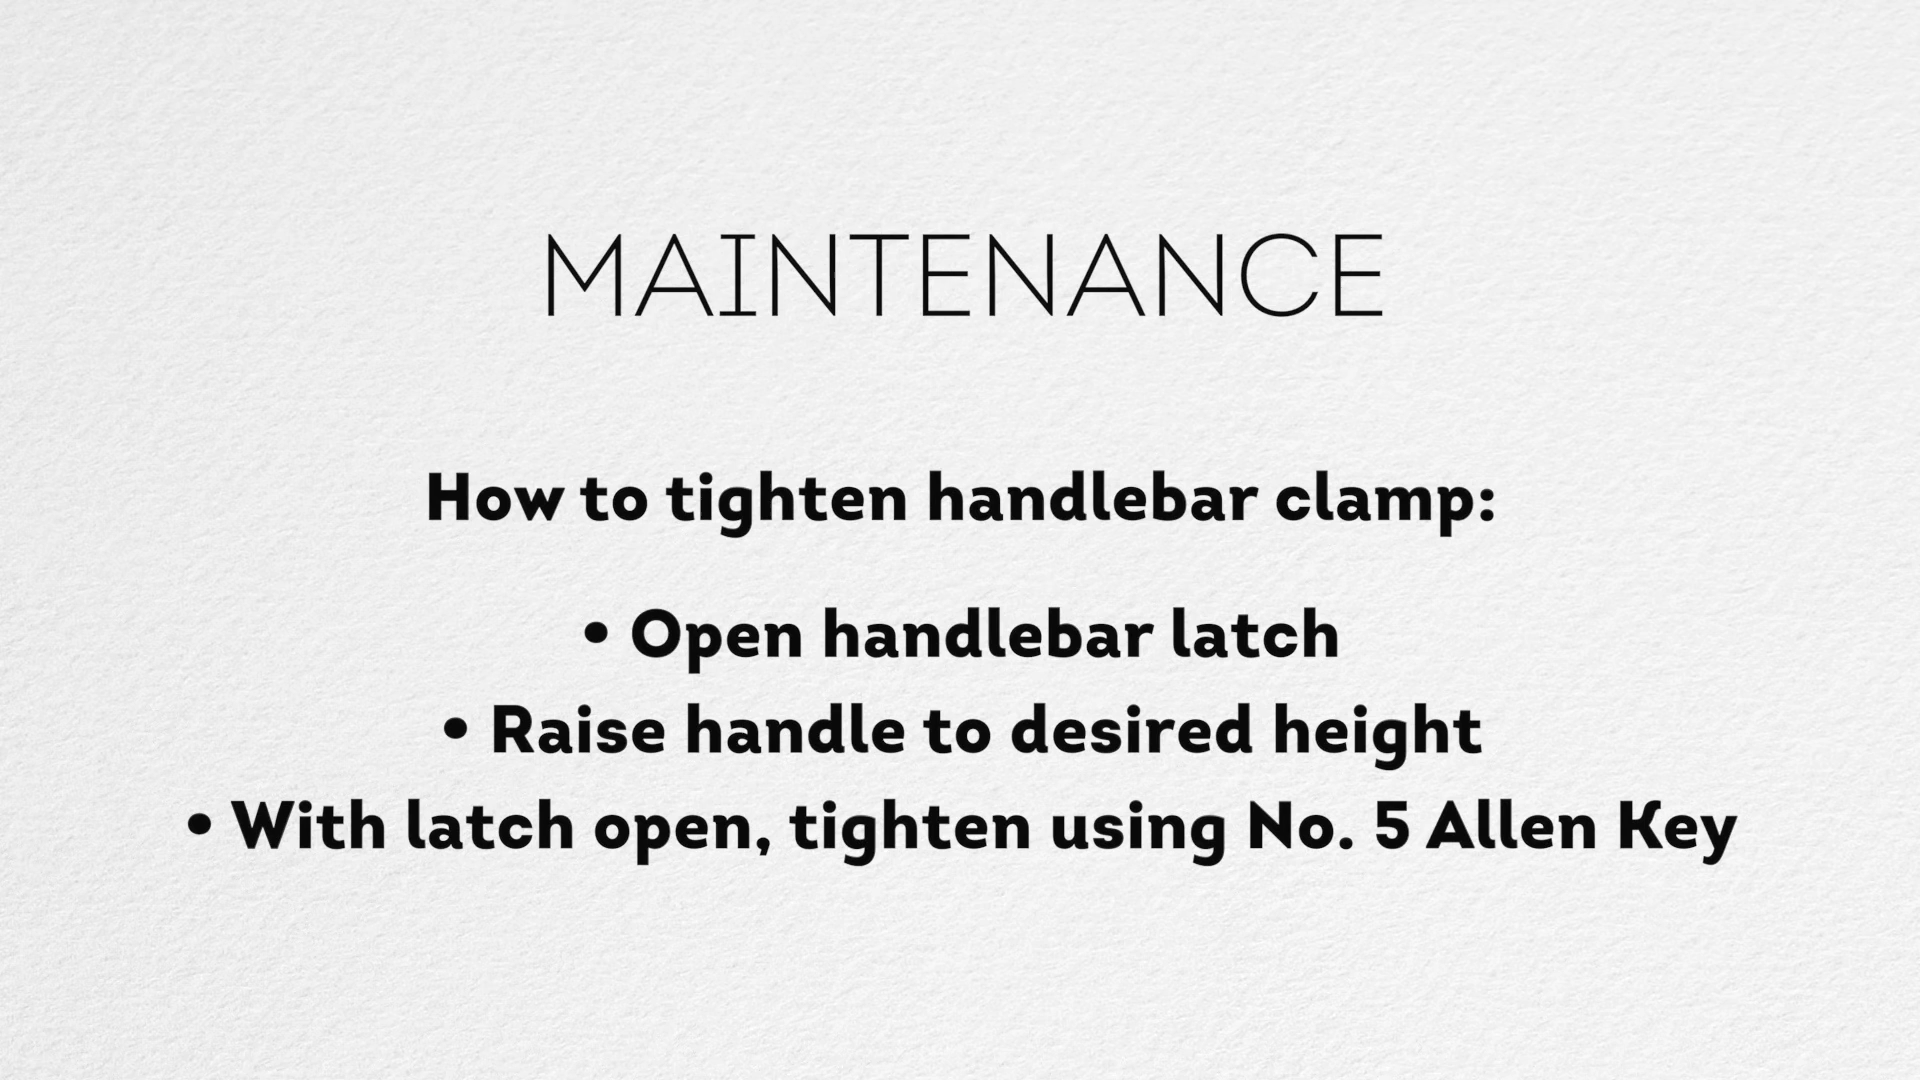 MAINTENANCE
How to tighten handlebar clamp:
• Open handlebar latch
• Raise handle to desired height
• With latch open, tighten using No. 5 Allen Key